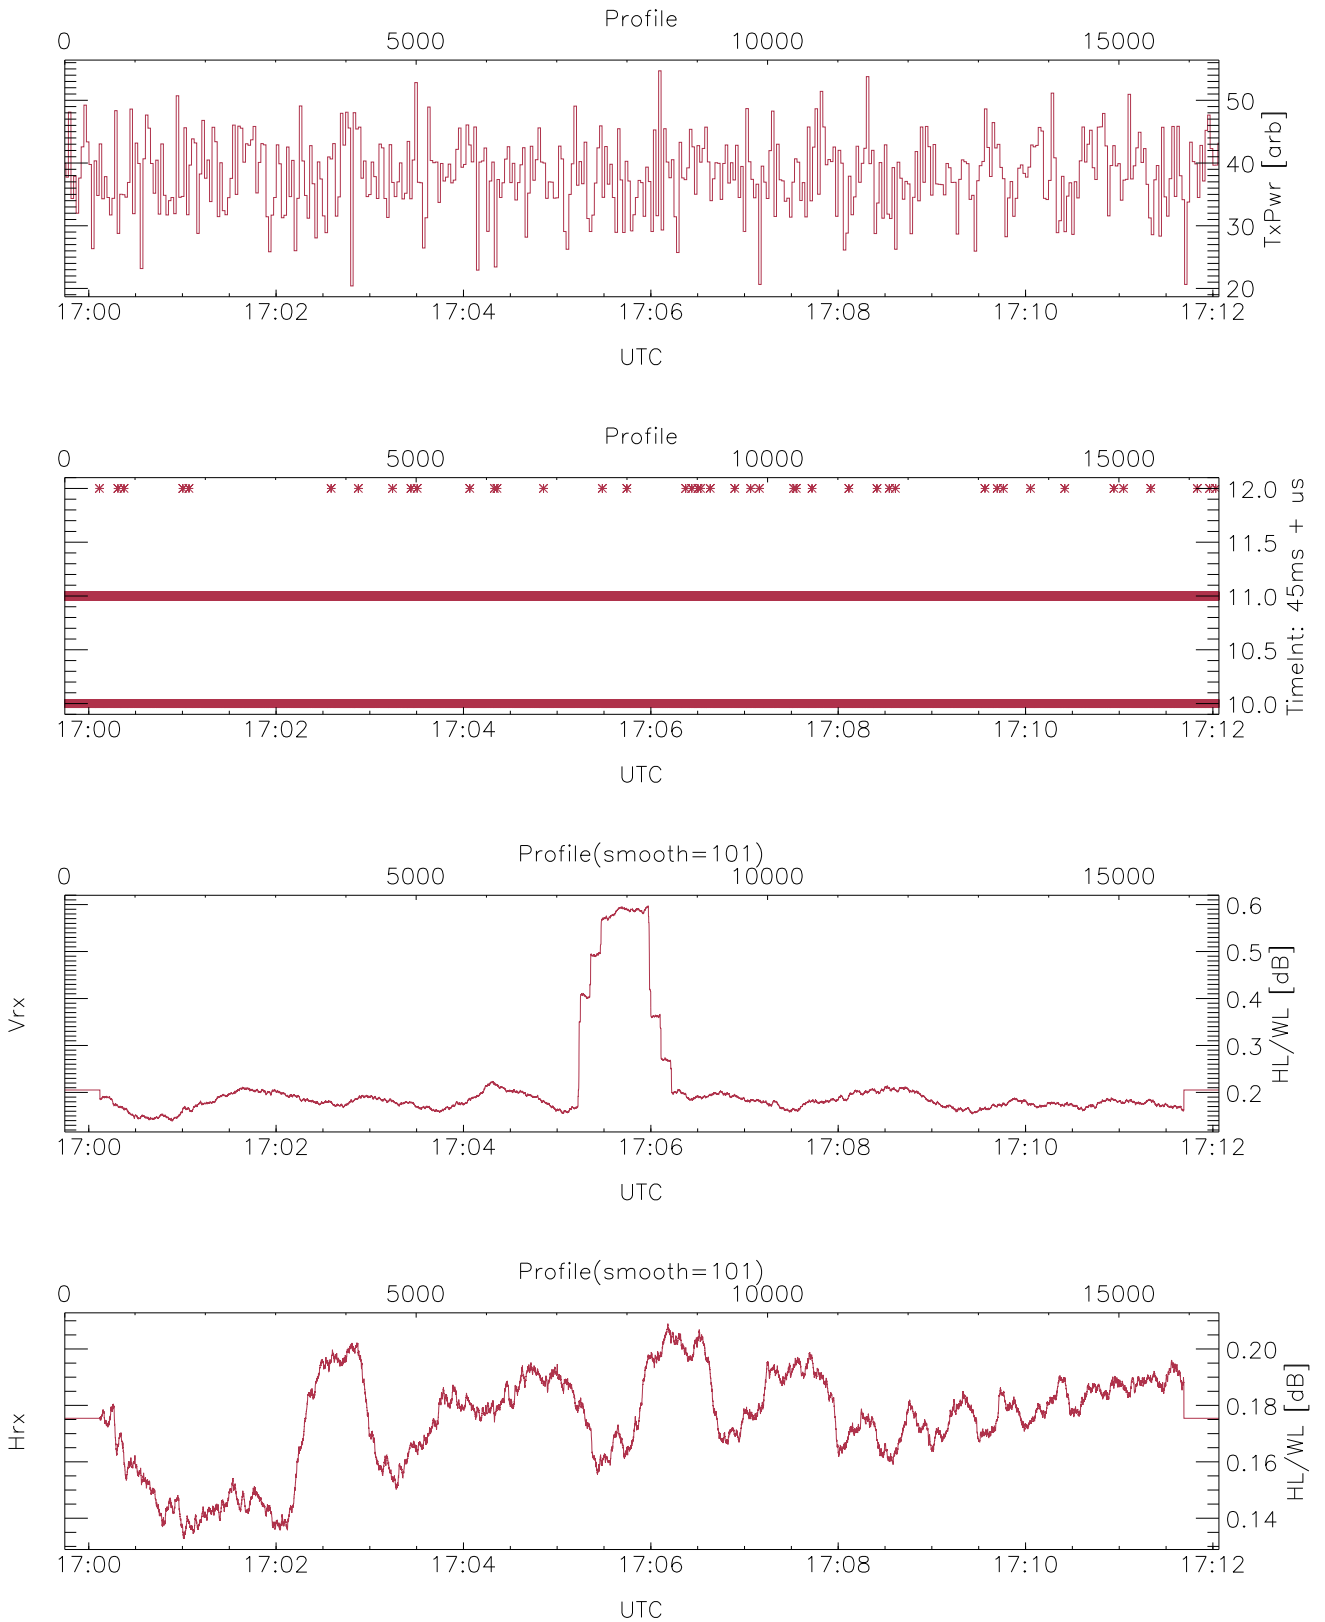 Profile
0 5000 10000 15000
50
40
30
20
TxPwr [arb]
17:00 17:02 17:04 17:06 17:08 17:10 17:12
UTC
Profile
0 5000 10000 15000
12.0
11.5
11.0
10.5
10.0
TimeInt: 45ms + us
17:00 17:02 17:04 17:06 17:08 17:10 17:12
UTC
Profile(smooth=101)
0 5000 10000 15000
Vrx
0.6
0.5
0.4
0.3
0.2
HL/WL [dB]
17:00 17:02 17:04 17:06 17:08 17:10 17:12
UTC
Profile(smooth=101)
0 5000 10000 15000
Hrx
0.20
0.18
0.16
0.14
HL/WL [dB]
17:00 17:02 17:04 17:06 17:08 17:10 17:12
UTC